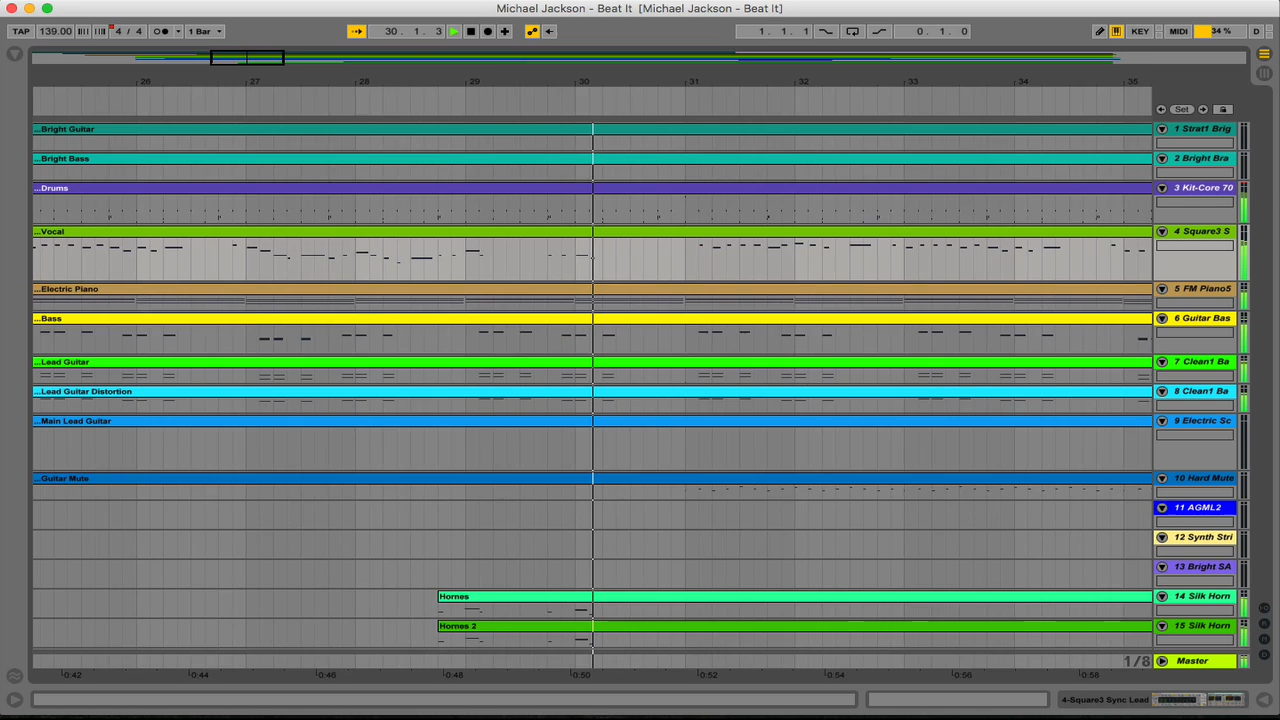 Michael Jackson - Beat It [Michael Jackson - Beat It]
TAP 139.00 4 / 4 1 Bar 30. 1. 3 1. 1. 1 0. 0. 0 KEY MIDI 34 % D
26 27 28 29 30 31 32 33 34 35
Set
...Bright Guitar 1 Strat1 Brig
...Bright Bass 2 Bright Bra
...Drums 3 Kit-Core 70
...Vocal 4 Square3 S
...Electric Piano 5 FM Piano5
...Bass 6 Guitar Bas
...Lead Guitar 7 Clean1 Ba
...Lead Guitar Distortion 8 Clean1 Ba
...Main Lead Guitar 9 Electric Sc
...Guitar Mute 10 Hard Mute
11 AGML2
12 Synth Stri
13 Bright SA
Hornes 14 Silk Horn
Hornes 2 15 Silk Horn
1/8 Master
0:42 0:44 0:46 0:48 0:50 0:52 0:54 0:56 0:58
4-Square3 Sync Lead